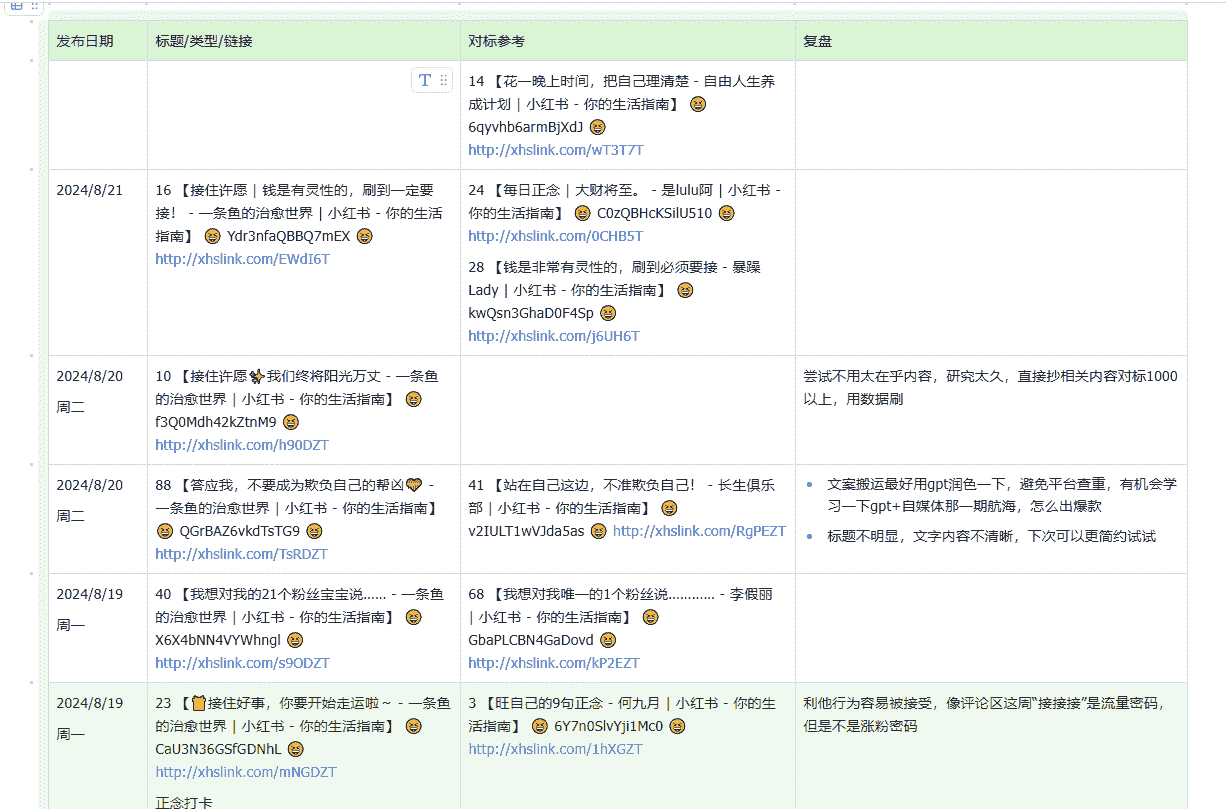 发布日期
标题/类型/链接
对标参考
复盘
T
14 【花一晚上时间，把自己理清楚 - 自由人生养
成计划 | 小红书 - 你的生活指南】 😆
6qyvhb6armBjXdJ 😆
http://xhslink.com/wT3T7T
2024/8/21
16 【接住许愿 | 钱是有灵性的，刷到一定要
接！ - 一条鱼的治愈世界 | 小红书 - 你的生活
指南】 😆 Ydr3nfaQBBQ7mEX 😆
http://xhslink.com/EWdI6T
24 【每日正念 | 大财将至。 - 是lulu阿 | 小红书 -
你的生活指南】 😆 C0zQBHcKSilU510 😆
http://xhslink.com/0CHB5T
28 【钱是非常有灵性的，刷到必须要接 - 暴躁
Lady | 小红书 - 你的生活指南】 😆
kwQsn3GhaD0F4Sp 😆
http://xhslink.com/j6UH6T
2024/8/20
周二
10 【接住许愿✨我们终将阳光万丈 - 一条鱼
的治愈世界 | 小红书 - 你的生活指南】 😆
f3Q0Mdh42kZtnM9 😆
http://xhslink.com/h90DZT
尝试不用太在乎内容，研究太久，直接抄相关内容对标1000
以上，用数据刷
2024/8/20
周二
88 【答应我，不要成为欺负自己的帮凶💛 -
一条鱼的治愈世界 | 小红书 - 你的生活指南】
😆 QGrBAZ6vkdTsTG9 😆
http://xhslink.com/TsRDZT
41 【站在自己这边，不准欺负自己！ - 长生俱乐
部 | 小红书 - 你的生活指南】 😆
v2IULT1wVJda5as 😆 http://xhslink.com/RgPEZT
• 文案搬运最好用gpt润色一下，避免平台查重，有机会学
习一下gpt+自媒体那一期航海，怎么出爆款
• 标题不明显，文字内容不清晰，下次可以更简约试试
2024/8/19
周一
40 【我想对我的21个粉丝宝宝说…… - 一条鱼
的治愈世界 | 小红书 - 你的生活指南】 😆
X6X4bNN4VYWhngl 😆
http://xhslink.com/s9ODZT
68 【我想对我唯一的1个粉丝说………… - 李假丽
| 小红书 - 你的生活指南】 😆
GbaPLCBN4GaDovd 😆
http://xhslink.com/kP2EZT
2024/8/19
周一
23 【接住好事，你要开始走运啦～ - 一条鱼
的治愈世界 | 小红书 - 你的生活指南】 😆
CaU3N36GSfGDNhL 😆
http://xhslink.com/mNGDZT
正念打卡
3 【旺自己的9句正念 - 何九月 | 小红书 - 你的生
活指南】 😆 6Y7n0SlvYji1Mc0 😆
http://xhslink.com/1hXGZT
利他行为容易被接受，像评论区这周“接接接”是流量密码，
但是不是涨粉密码